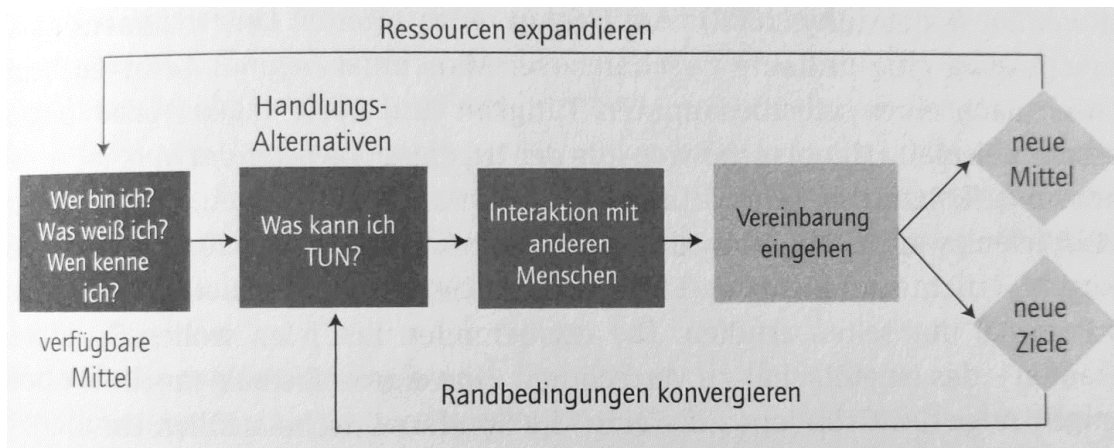 Ressourcen expandieren
Handlungs-
Alternativen
Wer bin ich?
Was weiß ich?
Wen kenne
ich?
verfügbare
Mittel
Was kann ich
TUN?
Interaktion mit
anderen
Menschen
Vereinbarung
eingehen
neue
Mittel
neue
Ziele
Randbedingungen konvergieren